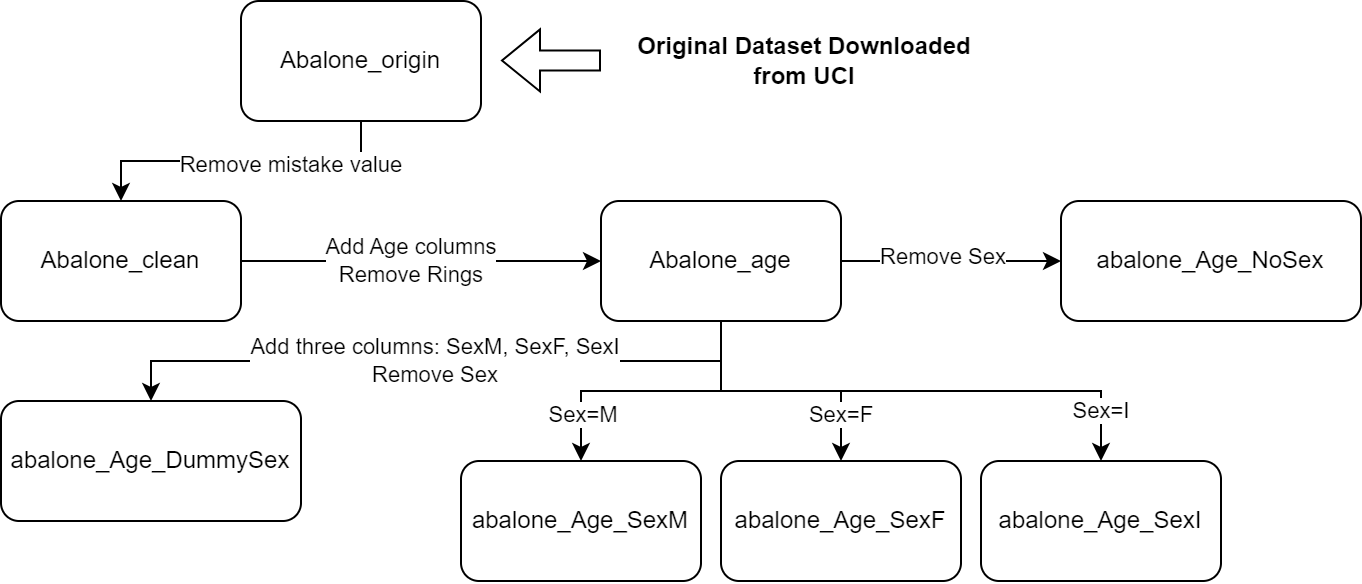 Abalone_origin
Original Dataset Downloaded
from UCI
Remove mistake value
Abalone_clean
Add Age columns
Remove Rings
Abalone_age
Remove Sex
abalone_Age_NoSex
Add three columns: SexM, SexF, SexI
Remove Sex
abalone_Age_DummySex
Sex=M
Sex=F
Sex=I
abalone_Age_SexM
abalone_Age_SexF
abalone_Age_SexI